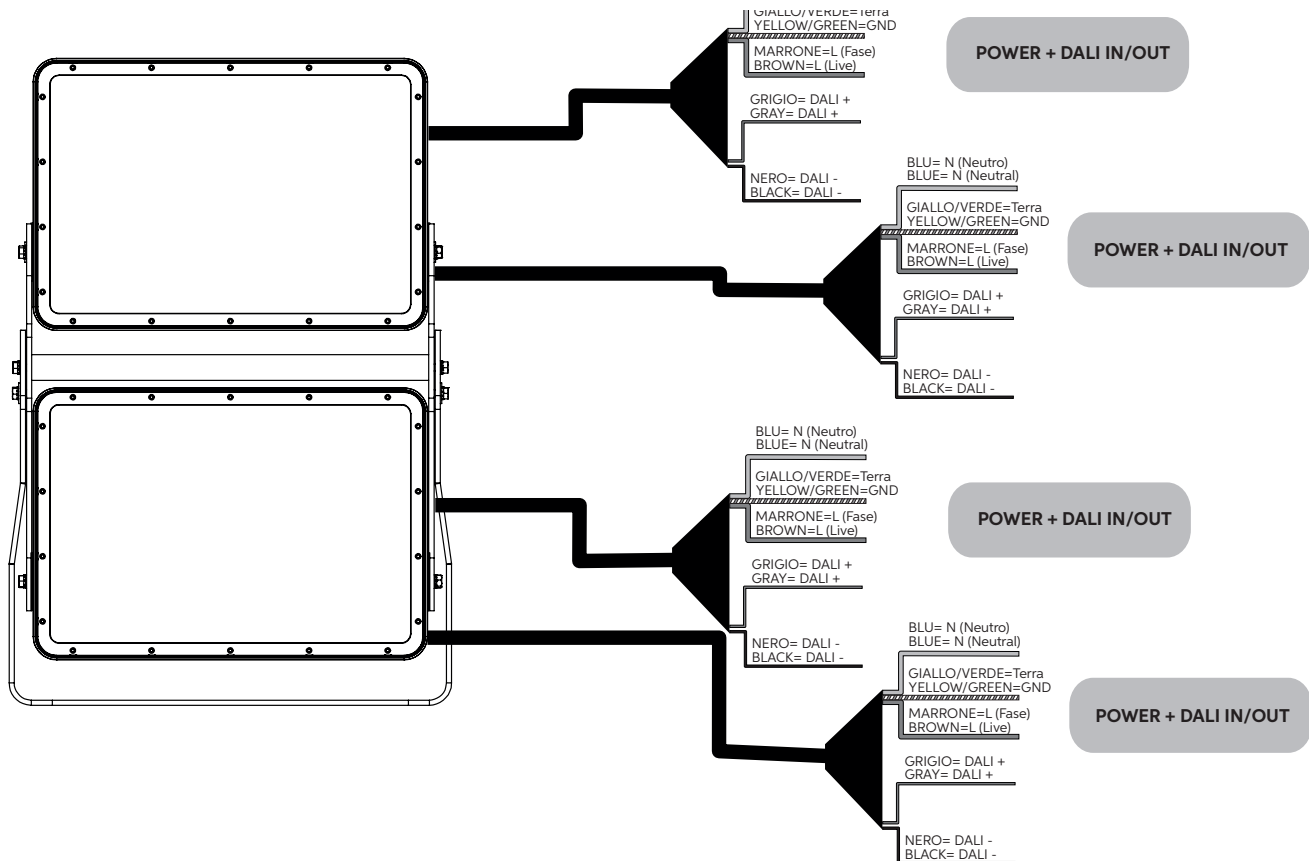 GIALLO/VERDE=Terra
YELLOW/GREEN=GND
MARRONE=L (Fase)
BROWN=L (Live)
GRIGIO= DALI +
GRAY= DALI +
NERO= DALI -
BLACK= DALI -
POWER + DALI IN/OUT
BLU= N (Neutro)
BLUE= N (Neutral)
GIALLO/VERDE=Terra
YELLOW/GREEN=GND
MARRONE=L (Fase)
BROWN=L (Live)
GRIGIO= DALI +
GRAY= DALI +
NERO= DALI -
BLACK= DALI -
POWER + DALI IN/OUT
BLU= N (Neutro)
BLUE= N (Neutral)
GIALLO/VERDE=Terra
YELLOW/GREEN=GND
MARRONE=L (Fase)
BROWN=L (Live)
GRIGIO= DALI +
GRAY= DALI +
NERO= DALI -
BLACK= DALI -
POWER + DALI IN/OUT
BLU= N (Neutro)
BLUE= N (Neutral)
GIALLO/VERDE=Terra
YELLOW/GREEN=GND
MARRONE=L (Fase)
BROWN=L (Live)
GRIGIO= DALI +
GRAY= DALI +
NERO= DALI -
BLACK= DALI -
POWER + DALI IN/OUT